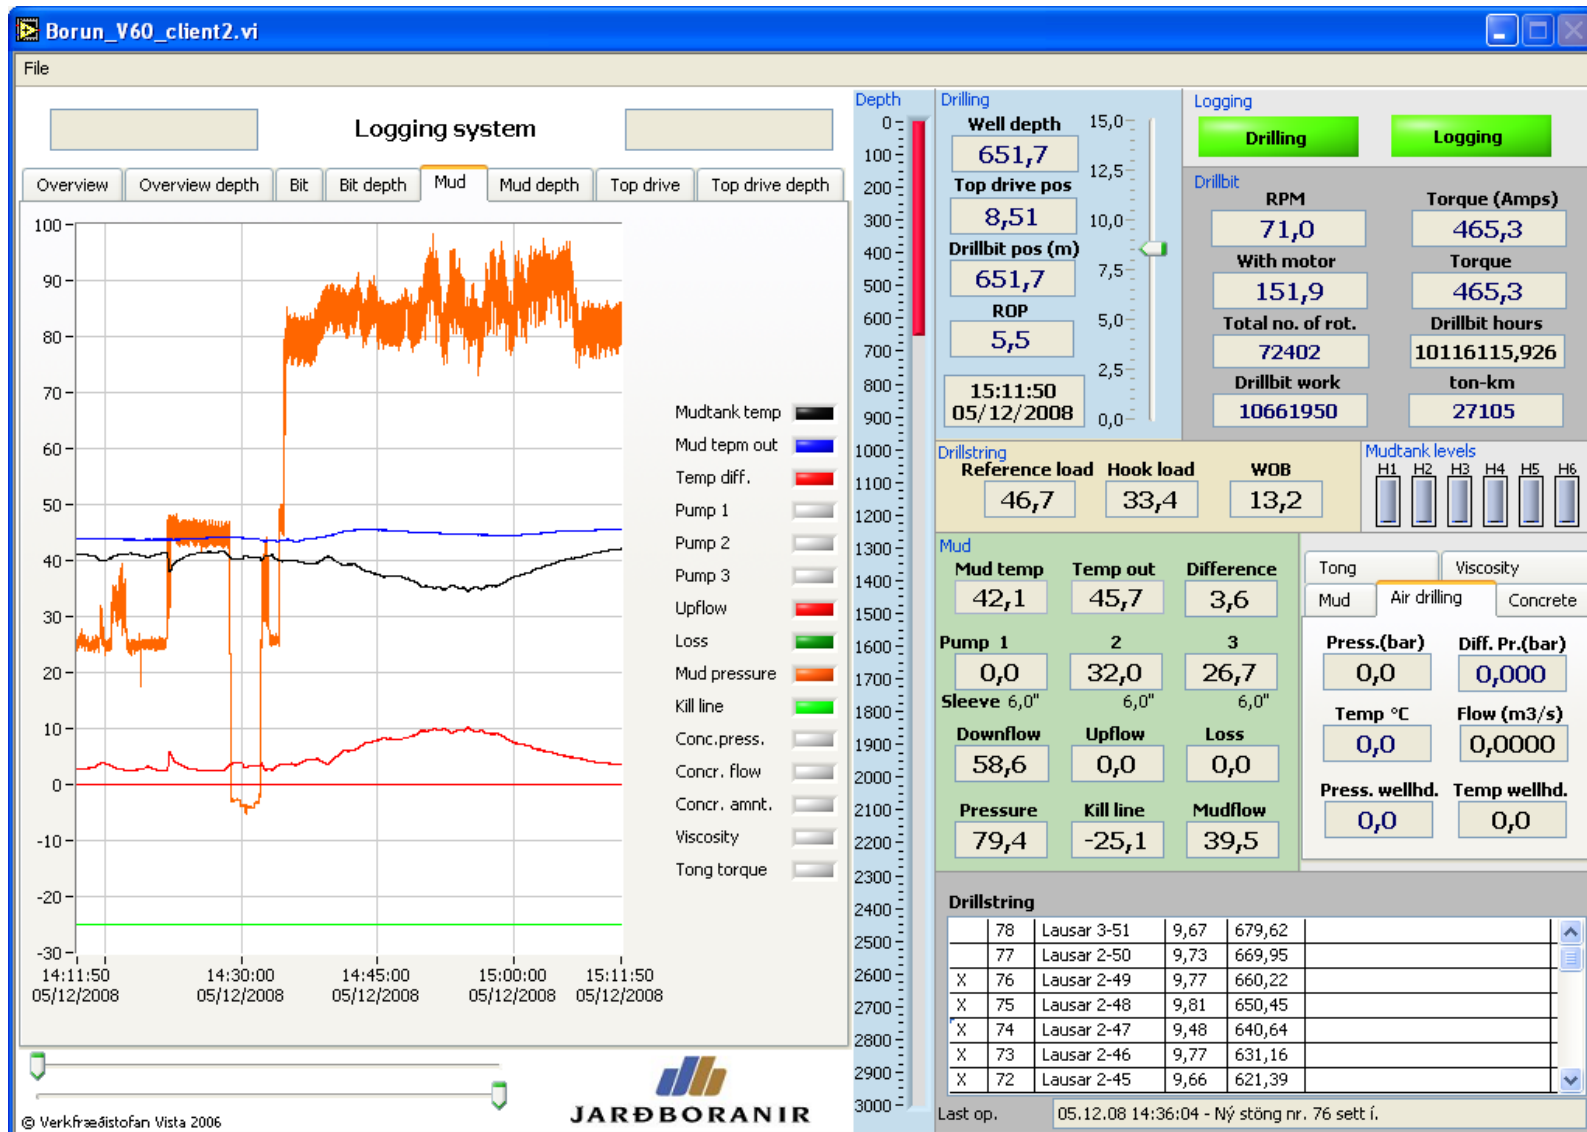 Borun_V60_client2.vi
File
Logging system
Overview
Overview depth
Bit
Bit depth
Mud
Mud depth
Top drive
Top drive depth
100
90
80
70
60
50
40
30
20
10
0
-10
-20
-30
14:11:50
05/12/2008
14:30:00
05/12/2008
14:45:00
05/12/2008
15:00:00
05/12/2008
15:11:50
05/12/2008
Mudtank temp
Mud tepm out
Temp diff.
Pump 1
Pump 2
Pump 3
Upflow
Loss
Mud pressure
Kill line
Conc.press.
Concr. flow
Concr. amnt.
Viscosity
Tong torque
© Verkfræðistofan Vista 2006
JARÐBORANIR
Depth
0
100
200
300
400
500
600
700
800
900
1000
1100
1200
1300
1400
1500
1600
1700
1800
1900
2000
2100
2200
2300
2400
2500
2600
2700
2800
2900
3000
Drilling
Well depth
651,7
Top drive pos
8,51
Drillbit pos (m)
651,7
ROP
5,5
15:11:50
05/12/2008
15,0
12,5
10,0
7,5
5,0
2,5
0,0
Logging
Drilling
Logging
Drillbit
RPM
71,0
Torque (Amps)
465,3
With motor
151,9
Torque
465,3
Total no. of rot.
72402
Drillbit hours
10116115,926
Drillbit work
10661950
ton-km
27105
Drillstring
Reference load Hook load WOB
46,7 33,4 13,2
Mudtank levels
H1 H2 H3 H4 H5 H6
Mud
Mud temp Temp out Difference
42,1 45,7 3,6
Pump 1 2 3
0,0 32,0 26,7
Sleeve 6,0" 6,0" 6,0"
Downflow Upflow Loss
58,6 0,0 0,0
Pressure Kill line Mudflow
79,4 -25,1 39,5
Tong Viscosity
Mud Air drilling Concrete
Press.(bar) Diff. Pr.(bar)
0,0 0,000
Temp °C Flow (m3/s)
0,0 0,0000
Press. wellhd. Temp wellhd.
0,0 0,0
Drillstring
78 Lausar 3-51 9,67 679,62
77 Lausar 2-50 9,73 669,95
X 76 Lausar 2-49 9,77 660,22
X 75 Lausar 2-48 9,81 650,45
X 74 Lausar 2-47 9,48 640,64
X 73 Lausar 2-46 9,77 631,16
X 72 Lausar 2-45 9,66 621,39
Last op. 05.12.08 14:36:04 - Ný stöng nr. 76 sett í.